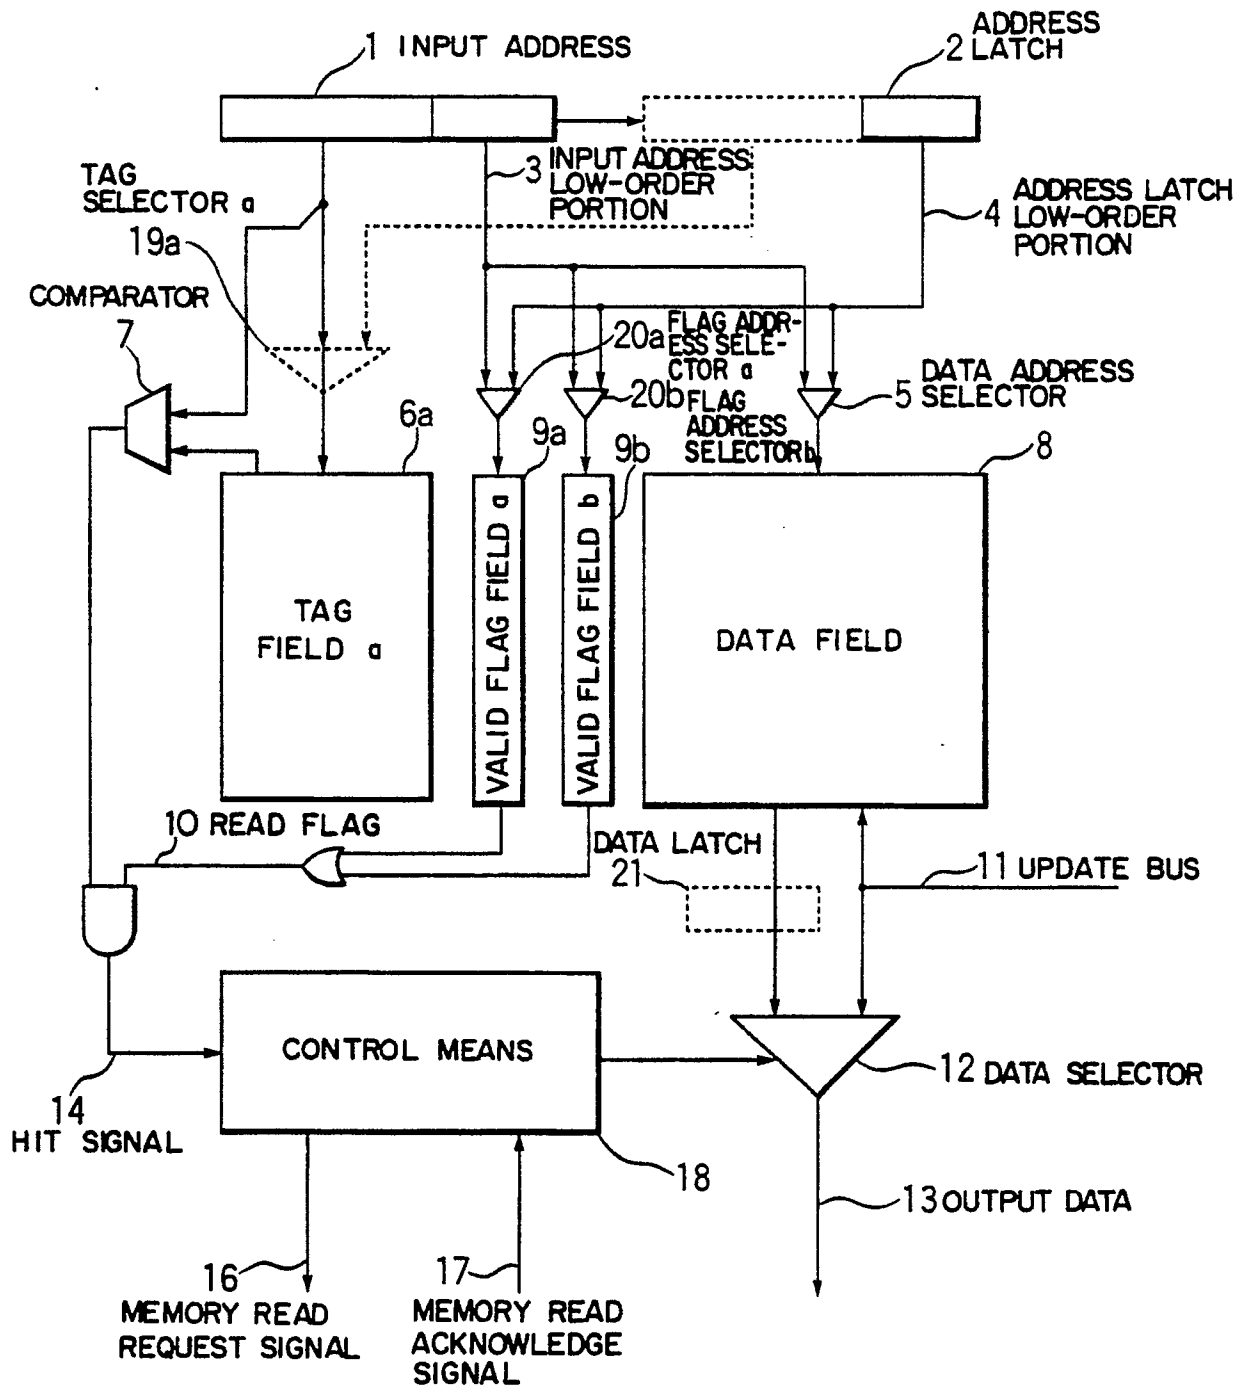 1 INPUT ADDRESS
2 ADDRESS
LATCH
3 INPUT ADDRESS
LOW-ORDER
PORTION
TAG
SELECTOR a
19a
4 ADDRESS LATCH
LOW-ORDER
PORTION
COMPARATOR
7
20a FLAG ADDR-
ESS SELE-
CTOR a
20b FLAG
ADDRESS
SELECTOR b
5 DATA ADDRESS
SELECTOR
6a
9a
9b
8
TAG
FIELD a
VALID FLAG FIELD a
VALID FLAG FIELD b
DATA FIELD
10 READ FLAG
DATA LATCH
21
11 UPDATE BUS
CONTROL MEANS
12 DATA SELECTOR
14
HIT SIGNAL
18
13 OUTPUT DATA
16
MEMORY READ
REQUEST SIGNAL
17
MEMORY READ
ACKNOWLEDGE
SIGNAL